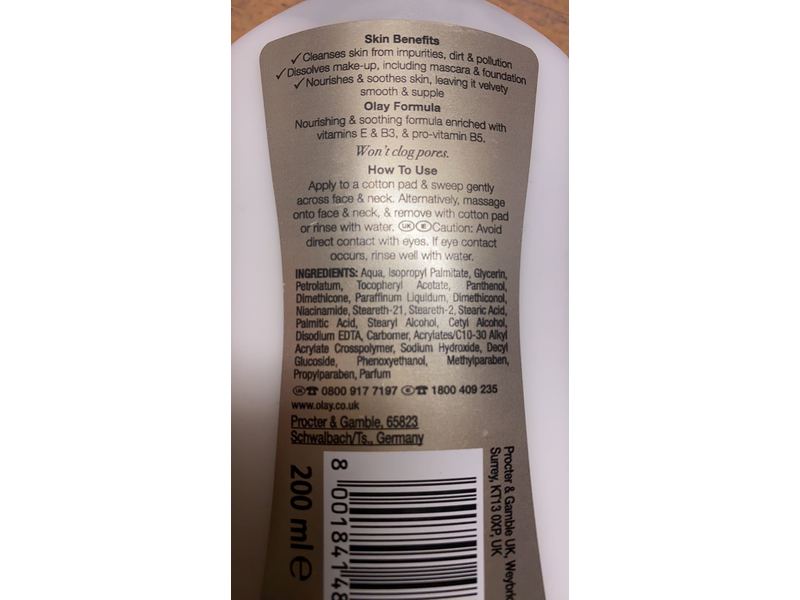 Skin Benefits
✓Cleanses skin from impurities, dirt & pollution
✓Dissolves make-up, including mascara & foundation
✓Nourishes & soothes skin, leaving it velvety
smooth & supple
Olay Formula
Nourishing & soothing formula enriched with
vitamins E & B3, & pro-vitamin B5.
Won't clog pores.
How To Use
Apply to a cotton pad & sweep gently
across face & neck. Alternatively, massage
onto face & neck, & remove with cotton pad
or rinse with water. UK IE Caution: Avoid
direct contact with eyes. If eye contact
occurs, rinse well with water.
INGREDIENTS: Aqua, Isopropyl Palmitate, Glycerin,
Petrolatum, Tocopheryl Acetate, Panthenol,
Dimethicone, Paraffinum Liquidum, Dimethiconol,
Niacinamide, Steareth-21, Steareth-2, Stearic Acid,
Palmitic Acid, Stearyl Alcohol, Cetyl Alcohol,
Disodium EDTA, Carbomer, Acrylates/C10-30 Alkyl
Acrylate Crosspolymer, Sodium Hydroxide, Decyl
Glucoside, Phenoxyethanol, Methylparaben,
Propylparaben, Parfum
UK ☎ 0800 917 7197 IE ☎ 1800 409 235
www.olay.co.uk
Procter & Gamble, 65823
Schwalbach/Ts., Germany
Procter & Gamble UK, Weybrid
Surrey, KT13 0XP, UK
200 ml e
8 00184148